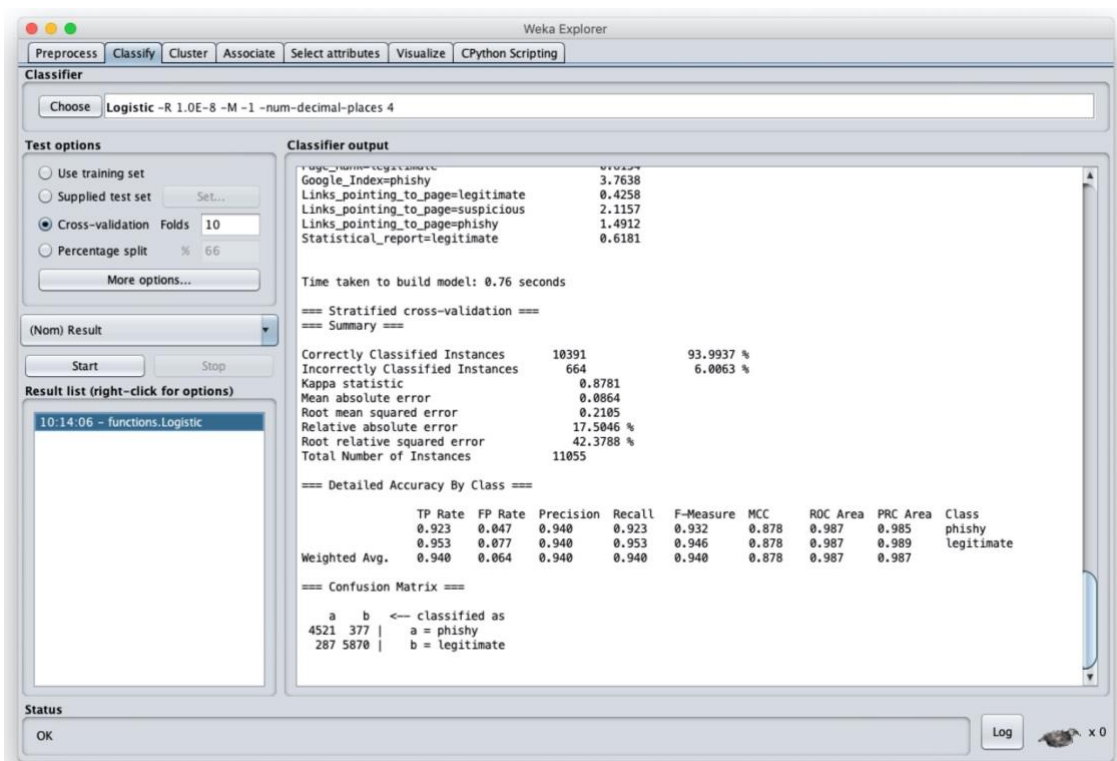 Weka Explorer
Preprocess Classify Cluster Associate Select attributes Visualize CPython Scripting
Classifier
Choose Logistic -R 1.0E-8 -M -1 -num-decimal-places 4
Test options
Use training set
Supplied test set Set...
Cross-validation Folds 10
Percentage split % 66
More options...
(Nom) Result
Start Stop
Result list (right-click for options)
10:14:06 - functions.Logistic
Classifier output
Google_Index=phishy 3.7638
Links_pointing_to_page=legitimate 0.4258
Links_pointing_to_page=suspicious 2.1157
Links_pointing_to_page=phishy 1.4912
Statistical_report=legitimate 0.6181
Time taken to build model: 0.76 seconds
=== Stratified cross-validation ===
=== Summary ===
Correctly Classified Instances 10391 93.9937 %
Incorrectly Classified Instances 664 6.0063 %
Kappa statistic 0.8781
Mean absolute error 0.0864
Root mean squared error 0.2105
Relative absolute error 17.5046 %
Root relative squared error 42.3788 %
Total Number of Instances 11055
=== Detailed Accuracy By Class ===
TP Rate FP Rate Precision Recall F-Measure MCC ROC Area PRC Area Class
0.923 0.047 0.940 0.923 0.932 0.878 0.987 0.985 phishy
0.953 0.077 0.940 0.953 0.946 0.878 0.987 0.989 legitimate
Weighted Avg. 0.940 0.064 0.940 0.940 0.940 0.878 0.987 0.987
=== Confusion Matrix ===
a b <-- classified as
4521 377 | a = phishy
287 5870 | b = legitimate
Status
OK
Log x 0